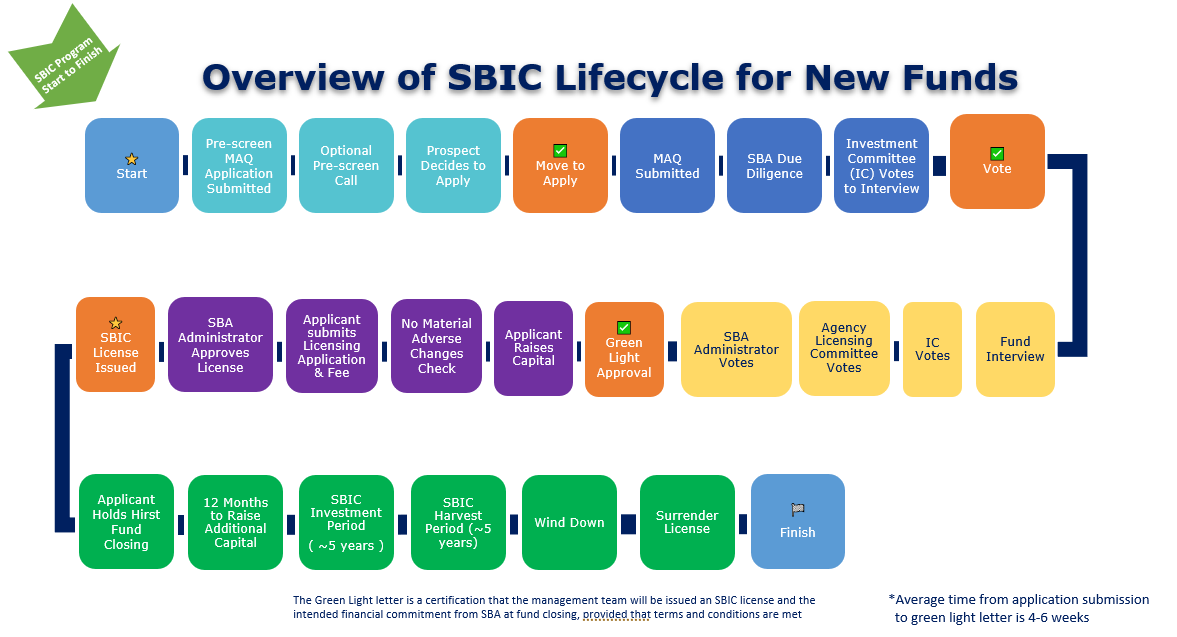 SBIC Program
Start to Finish
Overview of SBIC Lifecycle for New Funds
Start
Pre-screen
MAQ
Application
Submitted
Optional
Pre-screen
Call
Prospect
Decides to
Apply
Move to
Apply
MAQ
Submitted
SBA Due
Diligence
Investment
Committee
(IC) Votes
to Interview
Vote
Fund
Interview
IC
Votes
Agency
Licensing
Committee
Votes
SBA
Administrator
Votes
Green
Light
Approval
Applicant
Raises
Capital
No Material
Adverse
Changes
Check
Applicant
submits
Licensing
Application
& Fee
SBA
Administrator
Approves
License
SBIC
License
Issued
Applicant
Holds Hirst
Fund
Closing
12 Months
to Raise
Additional
Capital
SBIC
Investment
Period
( ~5 years )
SBIC
Harvest
Period (~5
years)
Wind Down
Surrender
License
Finish
The Green Light letter is a certification that the management team will be issued an SBIC license and the
intended financial commitment from SBA at fund closing, provided that terms and conditions are met
*Average time from application submission
to green light letter is 4-6 weeks